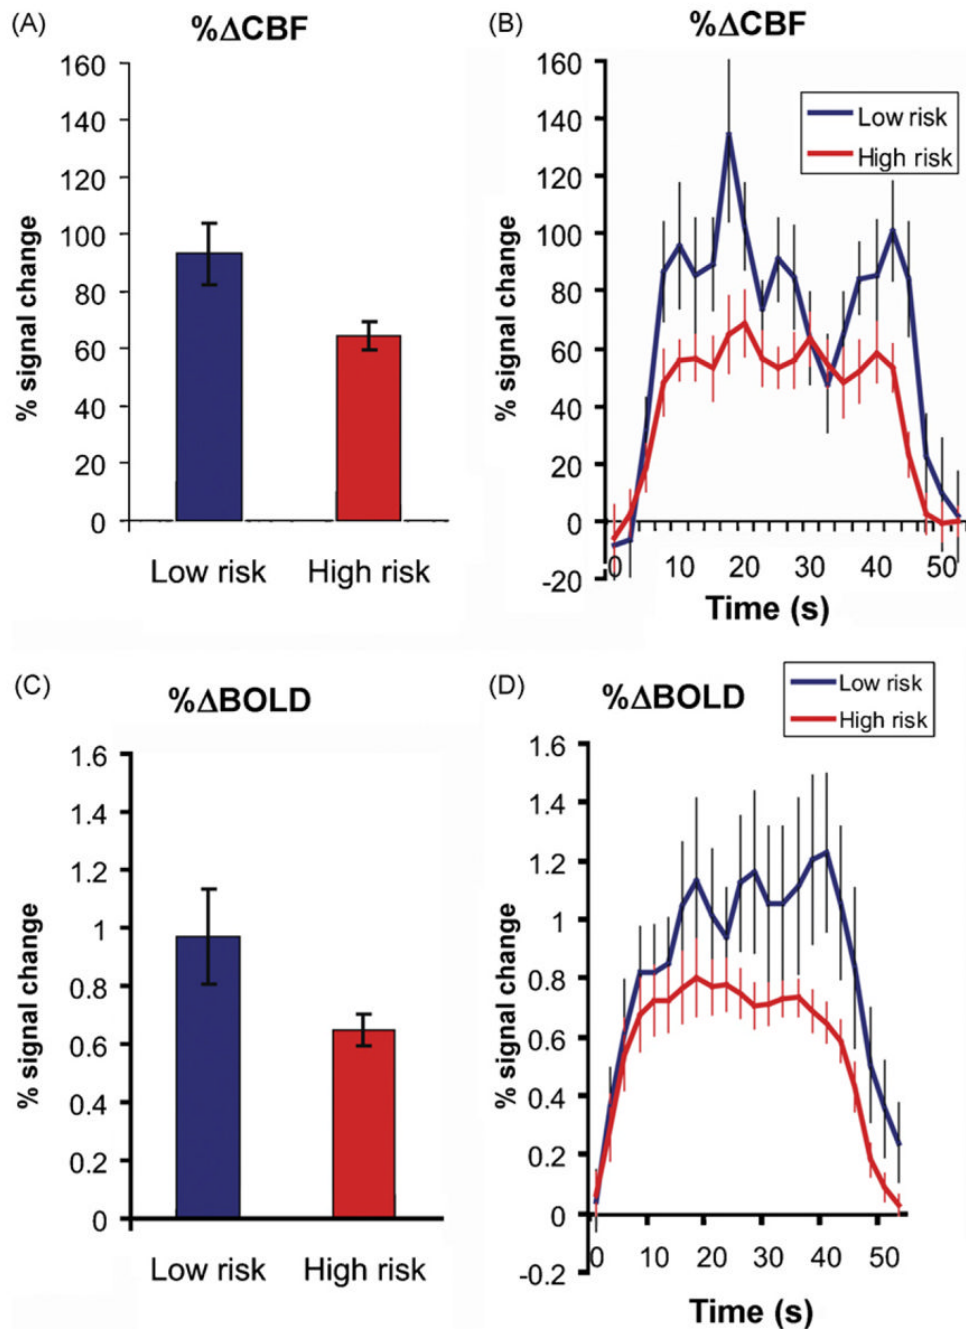 (A)
%ΔCBF
% signal change
160
140
120
100
80
60
40
20
0
Low risk High risk
(B)
%ΔCBF
% signal change
160
140
120
100
80
60
40
20
0
-20
0 10 20 30 40 50
Time (s)
Low risk
High risk
(C)
%ΔBOLD
% signal change
1.6
1.4
1.2
1
0.8
0.6
0.4
0.2
0
Low risk High risk
(D)
%ΔBOLD
Low risk
High risk
% signal change
1.6
1.4
1.2
1
0.8
0.6
0.4
0.2
0
-0.2
0 10 20 30 40 50
Time (s)